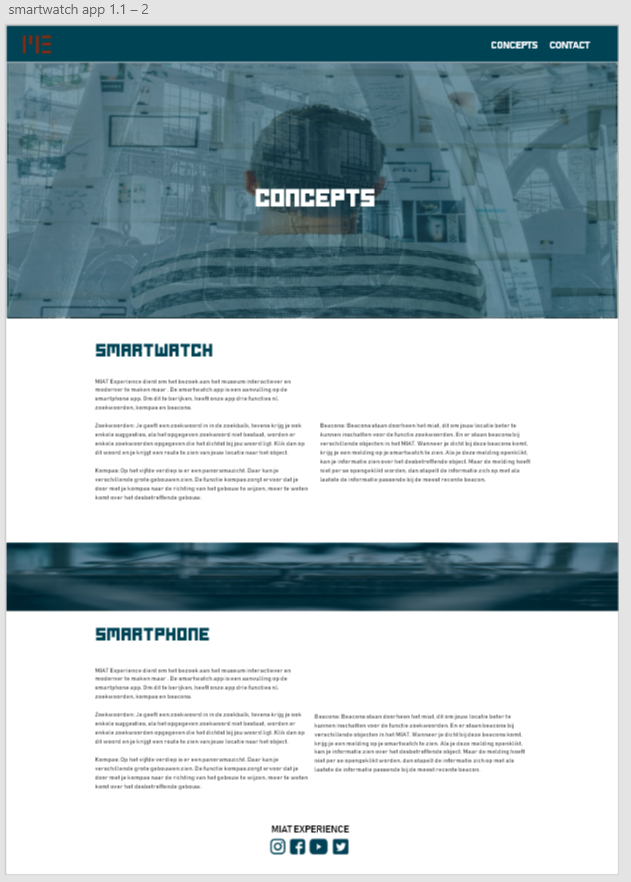 smartwatch app 1.1 – 2
ME
CONCEPTS CONTACT
CONCEPTS
SMARTWATCH
MIAT Experience dient om het bezoek aan het museum interactiever en
moderner te maken maar . De smartwatch app is een aanvulling op de
smartphone app. Om dit te berijken, heeft onze app drie functies nl.
zoekwoorden, kompas en beacons.
Zoekwoorden: Je geeft een zoekwoord in in de zoekbalk, tevens krijg je ook
enkele suggesties, als het opgegeven zoekwoord niet bestaat, worden er
enkele zoekwoorden opgegeven die het dichtst bij jou woord ligt. Klik dan op
dit woord en je krijgt een route te zien van jouw locatie naar het object.
Kompas: Op het vijfde verdiep is er een panoramazicht. Daar kan je
verschillende grote gebouwen zien. De functie kompas zorgt er voor dat je
door met je kompas naar de richting van het gebouw te wijzen, meer te weten
komt over het desbetreffende gebouw.
Beacons: Beacons staan doorheen het miat, dit om jouw locatie beter te
kunnen inschatten voor de functie zoekwoorden. En er staan beacons bij
verschillende objecten in het MIAT. Wanneer je dicht bij deze beacons komt,
krijg je een melding op je smartwatch te zien. Als je deze melding openklikt,
kan je informatie zien over het desbetreffende object. Maar de melding hoeft
niet per se opengeklikt worden, dan stapelt de informatie zich op met als
laatste de informatie passende bij de meest recente beacon.
SMARTPHONE
MIAT Experience dient om het bezoek aan het museum interactiever en
moderner te maken maar . De smartwatch app is een aanvulling op de
smartphone app. Om dit te berijken, heeft onze app drie functies nl.
zoekwoorden, kompas en beacons.
Zoekwoorden: Je geeft een zoekwoord in in de zoekbalk, tevens krijg je ook
enkele suggesties, als het opgegeven zoekwoord niet bestaat, worden er
enkele zoekwoorden opgegeven die het dichtst bij jou woord ligt. Klik dan op
dit woord en je krijgt een route te zien van jouw locatie naar het object.
Kompas: Op het vijfde verdiep is er een panoramazicht. Daar kan je
verschillende grote gebouwen zien. De functie kompas zorgt er voor dat je
door met je kompas naar de richting van het gebouw te wijzen, meer te weten
komt over het desbetreffende gebouw.
Beacons: Beacons staan doorheen het miat, dit om jouw locatie beter te
kunnen inschatten voor de functie zoekwoorden. En er staan beacons bij
verschillende objecten in het MIAT. Wanneer je dicht bij deze beacons komt,
krijg je een melding op je smartwatch te zien. Als je deze melding openklikt,
kan je informatie zien over het desbetreffende object. Maar de melding hoeft
niet per se opengeklikt worden, dan stapelt de informatie zich op met als
laatste de informatie passende bij de meest recente beacon.
MIAT EXPERIENCE